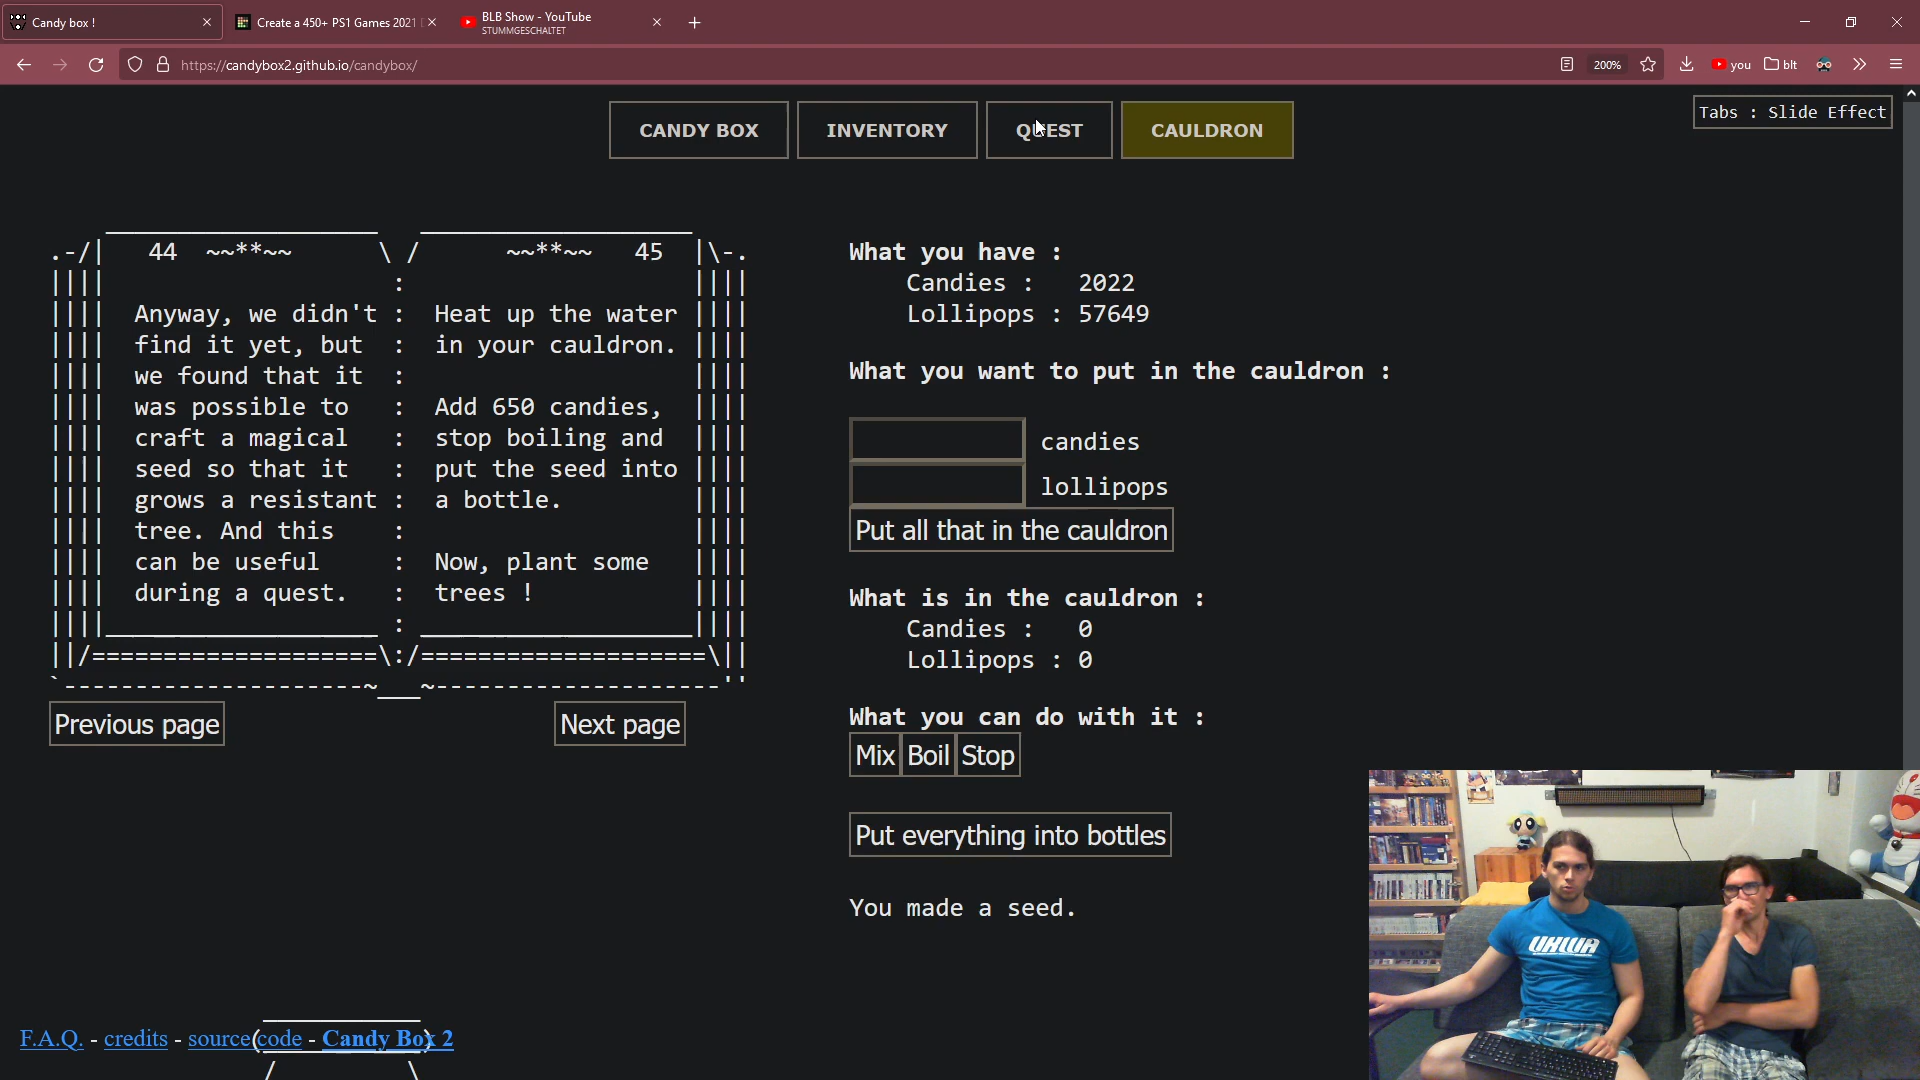 Candy box !
Create a 450+ PS1 Games 2021
BLB Show - YouTube
STUMMGESCHALTET
https://candybox2.github.io/candybox/
200%
you
blt
CANDY BOX
INVENTORY
QUEST
CAULDRON
Tabs : Slide Effect
44 ~~**~~
~~**~~ 45
Anyway, we didn't
find it yet, but
we found that it
was possible to
craft a magical
seed so that it
grows a resistant
tree. And this
can be useful
during a quest.
Heat up the water
in your cauldron.
Add 650 candies,
stop boiling and
put the seed into
a bottle.
Now, plant some
trees !
Previous page
Next page
What you have :
Candies : 2022
Lollipops : 57649
What you want to put in the cauldron :
candies
lollipops
Put all that in the cauldron
What is in the cauldron :
Candies : 0
Lollipops : 0
What you can do with it :
Mix
Boil
Stop
Put everything into bottles
You made a seed.
F.A.Q. - credits - source code - Candy Box 2
UKWA